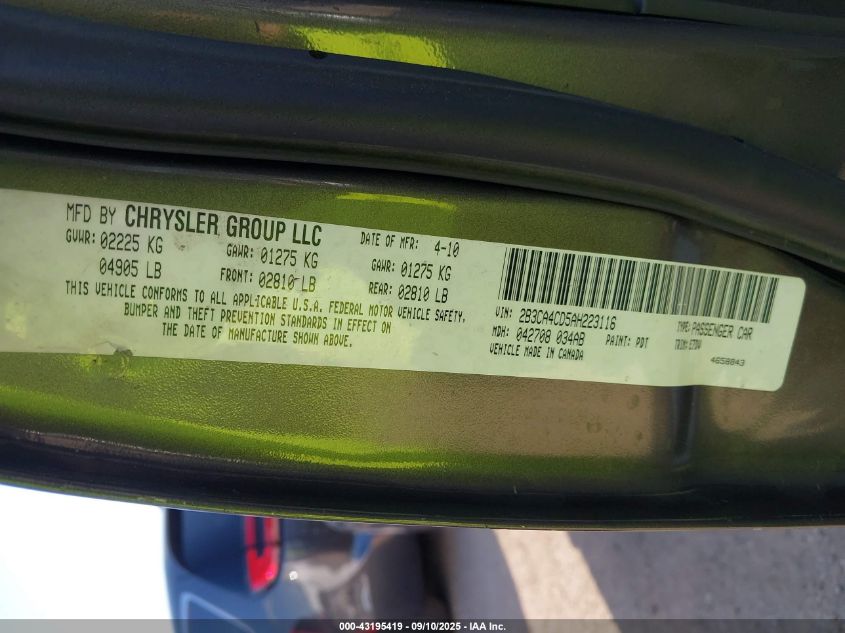 MFD BY CHRYSLER GROUP LLC
DATE OF MFR: 4-10
GVWR: 02225 KG GAWR: 01275 KG GAWR: 01275 KG
04905 LB FRONT: 02810 LB REAR: 02810 LB
THIS VEHICLE CONFORMS TO ALL APPLICABLE U.S.A. FEDERAL MOTOR VEHICLE SAFETY,
BUMPER AND THEFT PREVENTION STANDARDS IN EFFECT ON
THE DATE OF MANUFACTURE SHOWN ABOVE.
VIN: 2B3CA4CD5AH223116 TYPE: PASSENGER CAR
MDH: 042708 034AB PAINT: PDT
VEHICLE MADE IN CANADA
4658843
000-43195419 - 09/10/2025 - IAA Inc.